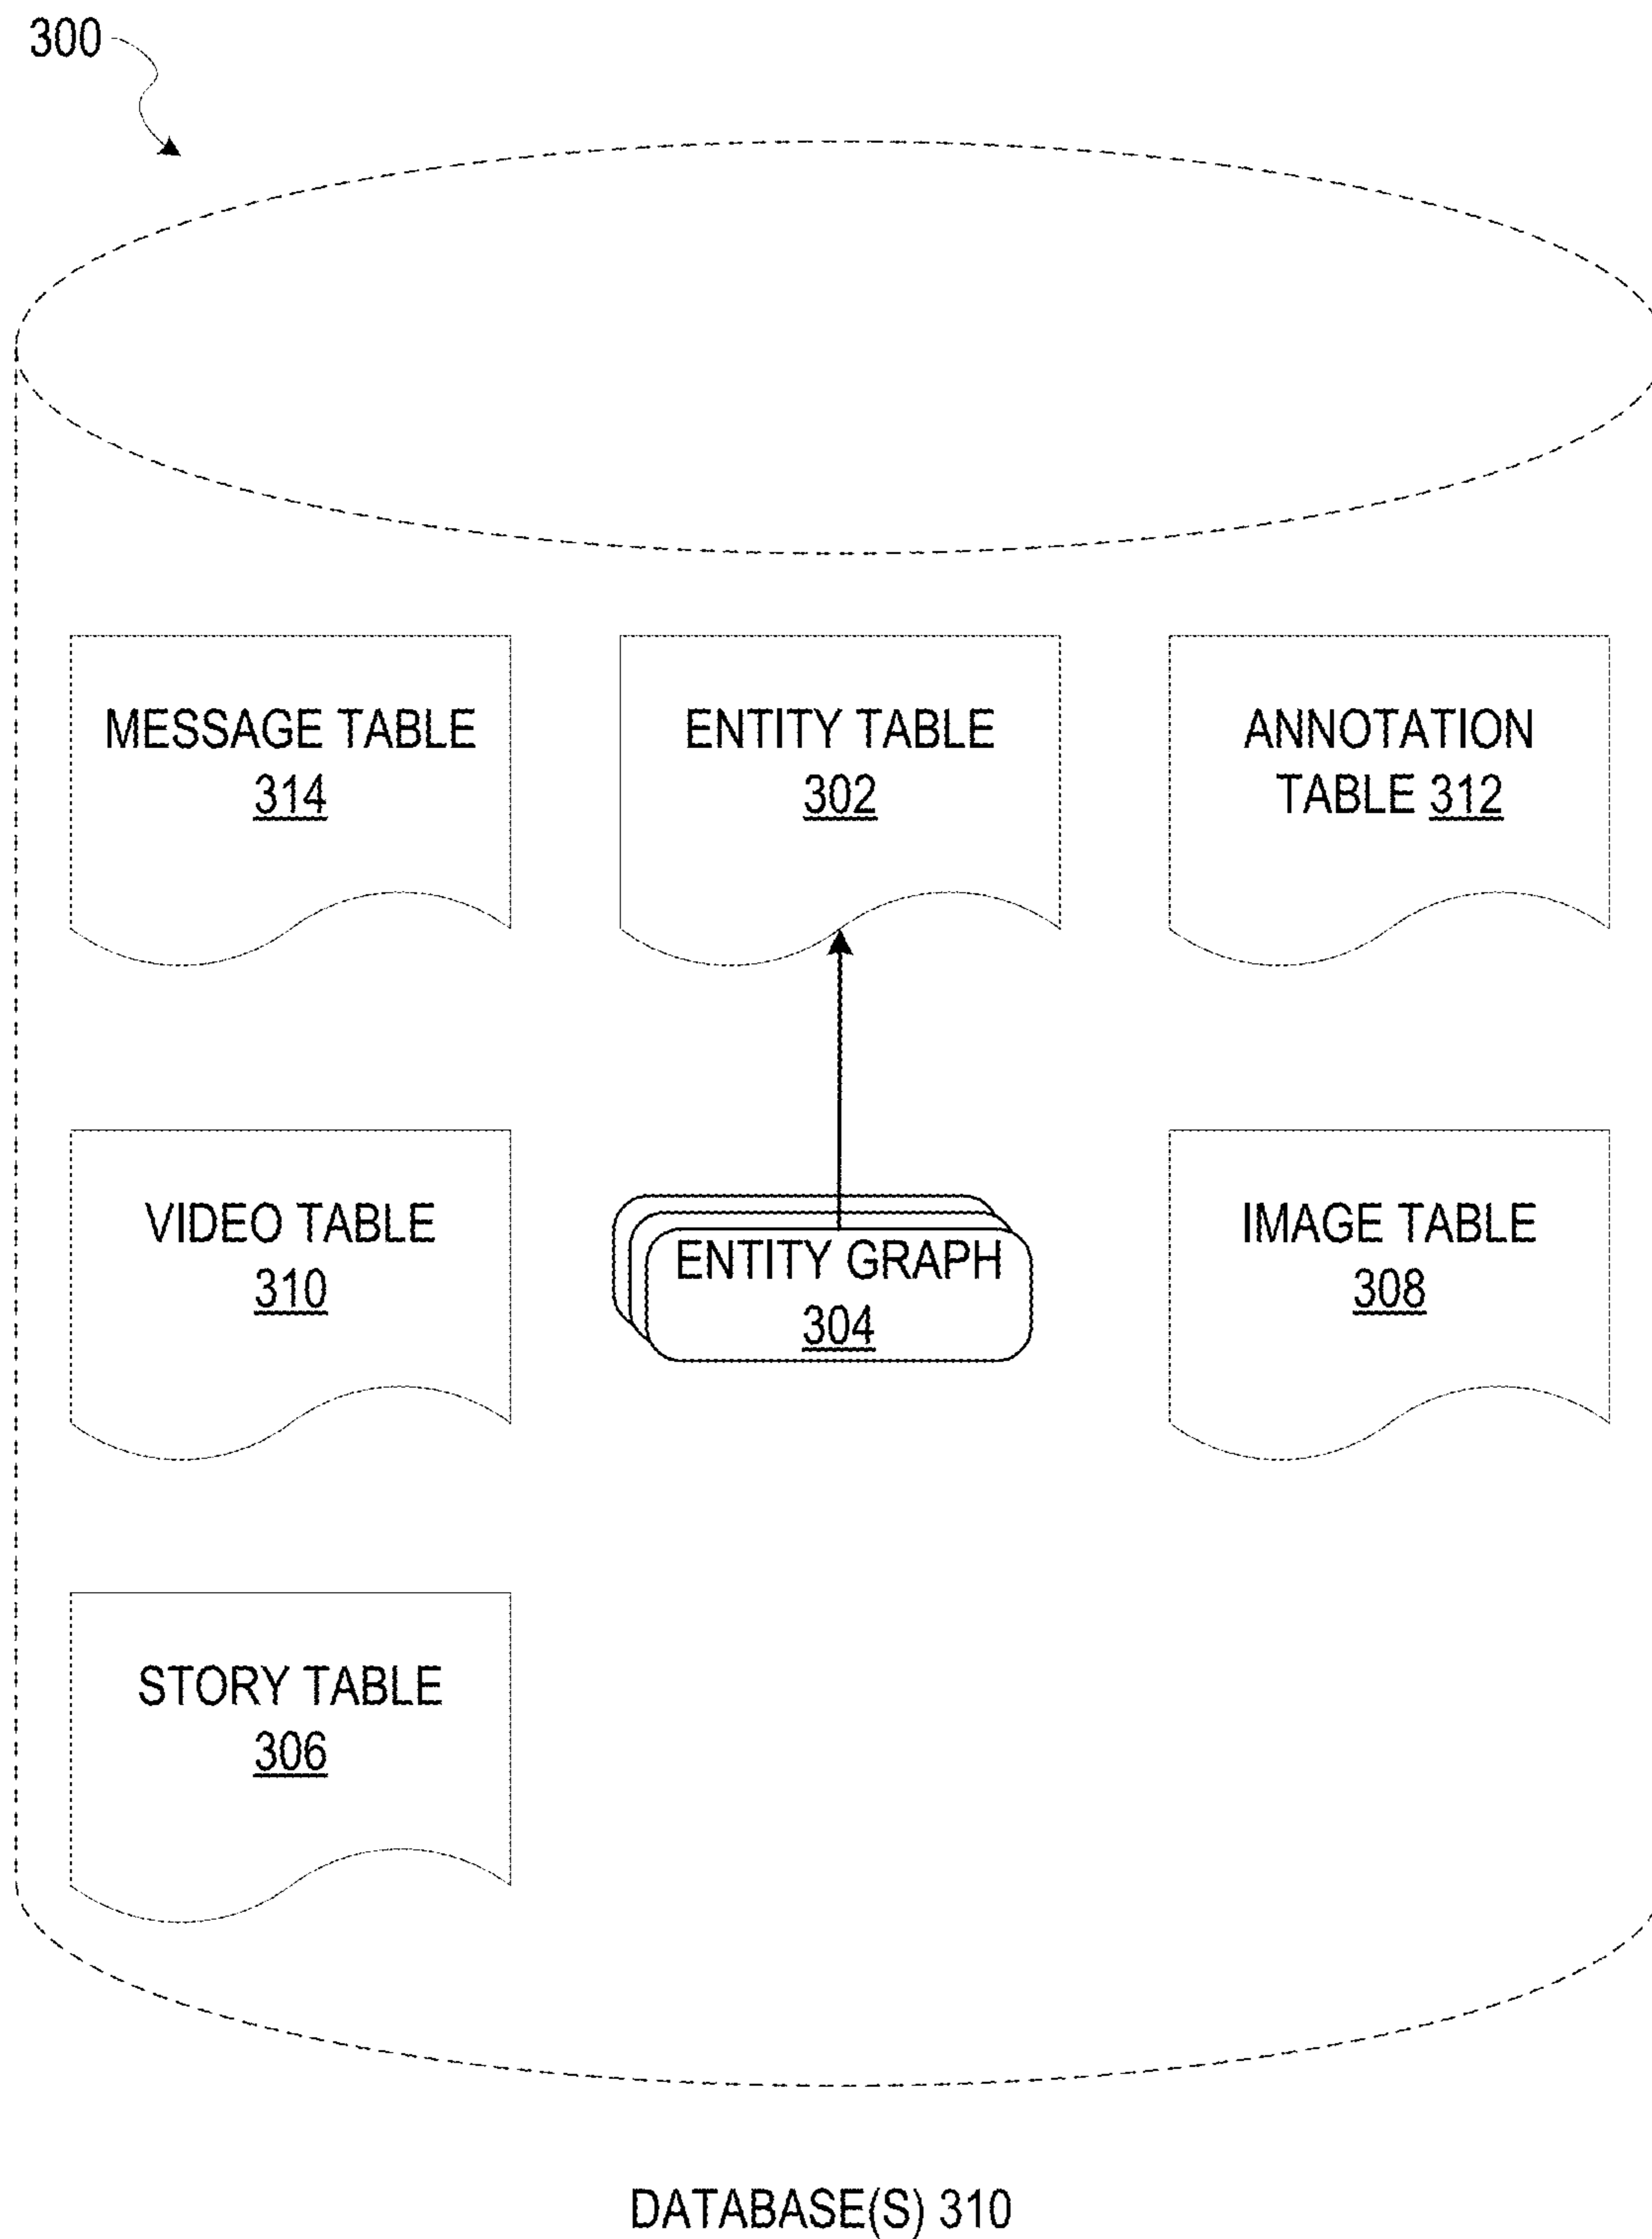 300
MESSAGE TABLE
314
ENTITY TABLE
302
ANNOTATION
TABLE 312
VIDEO TABLE
310
ENTITY GRAPH
304
IMAGE TABLE
308
STORY TABLE
306
DATABASE(S) 310